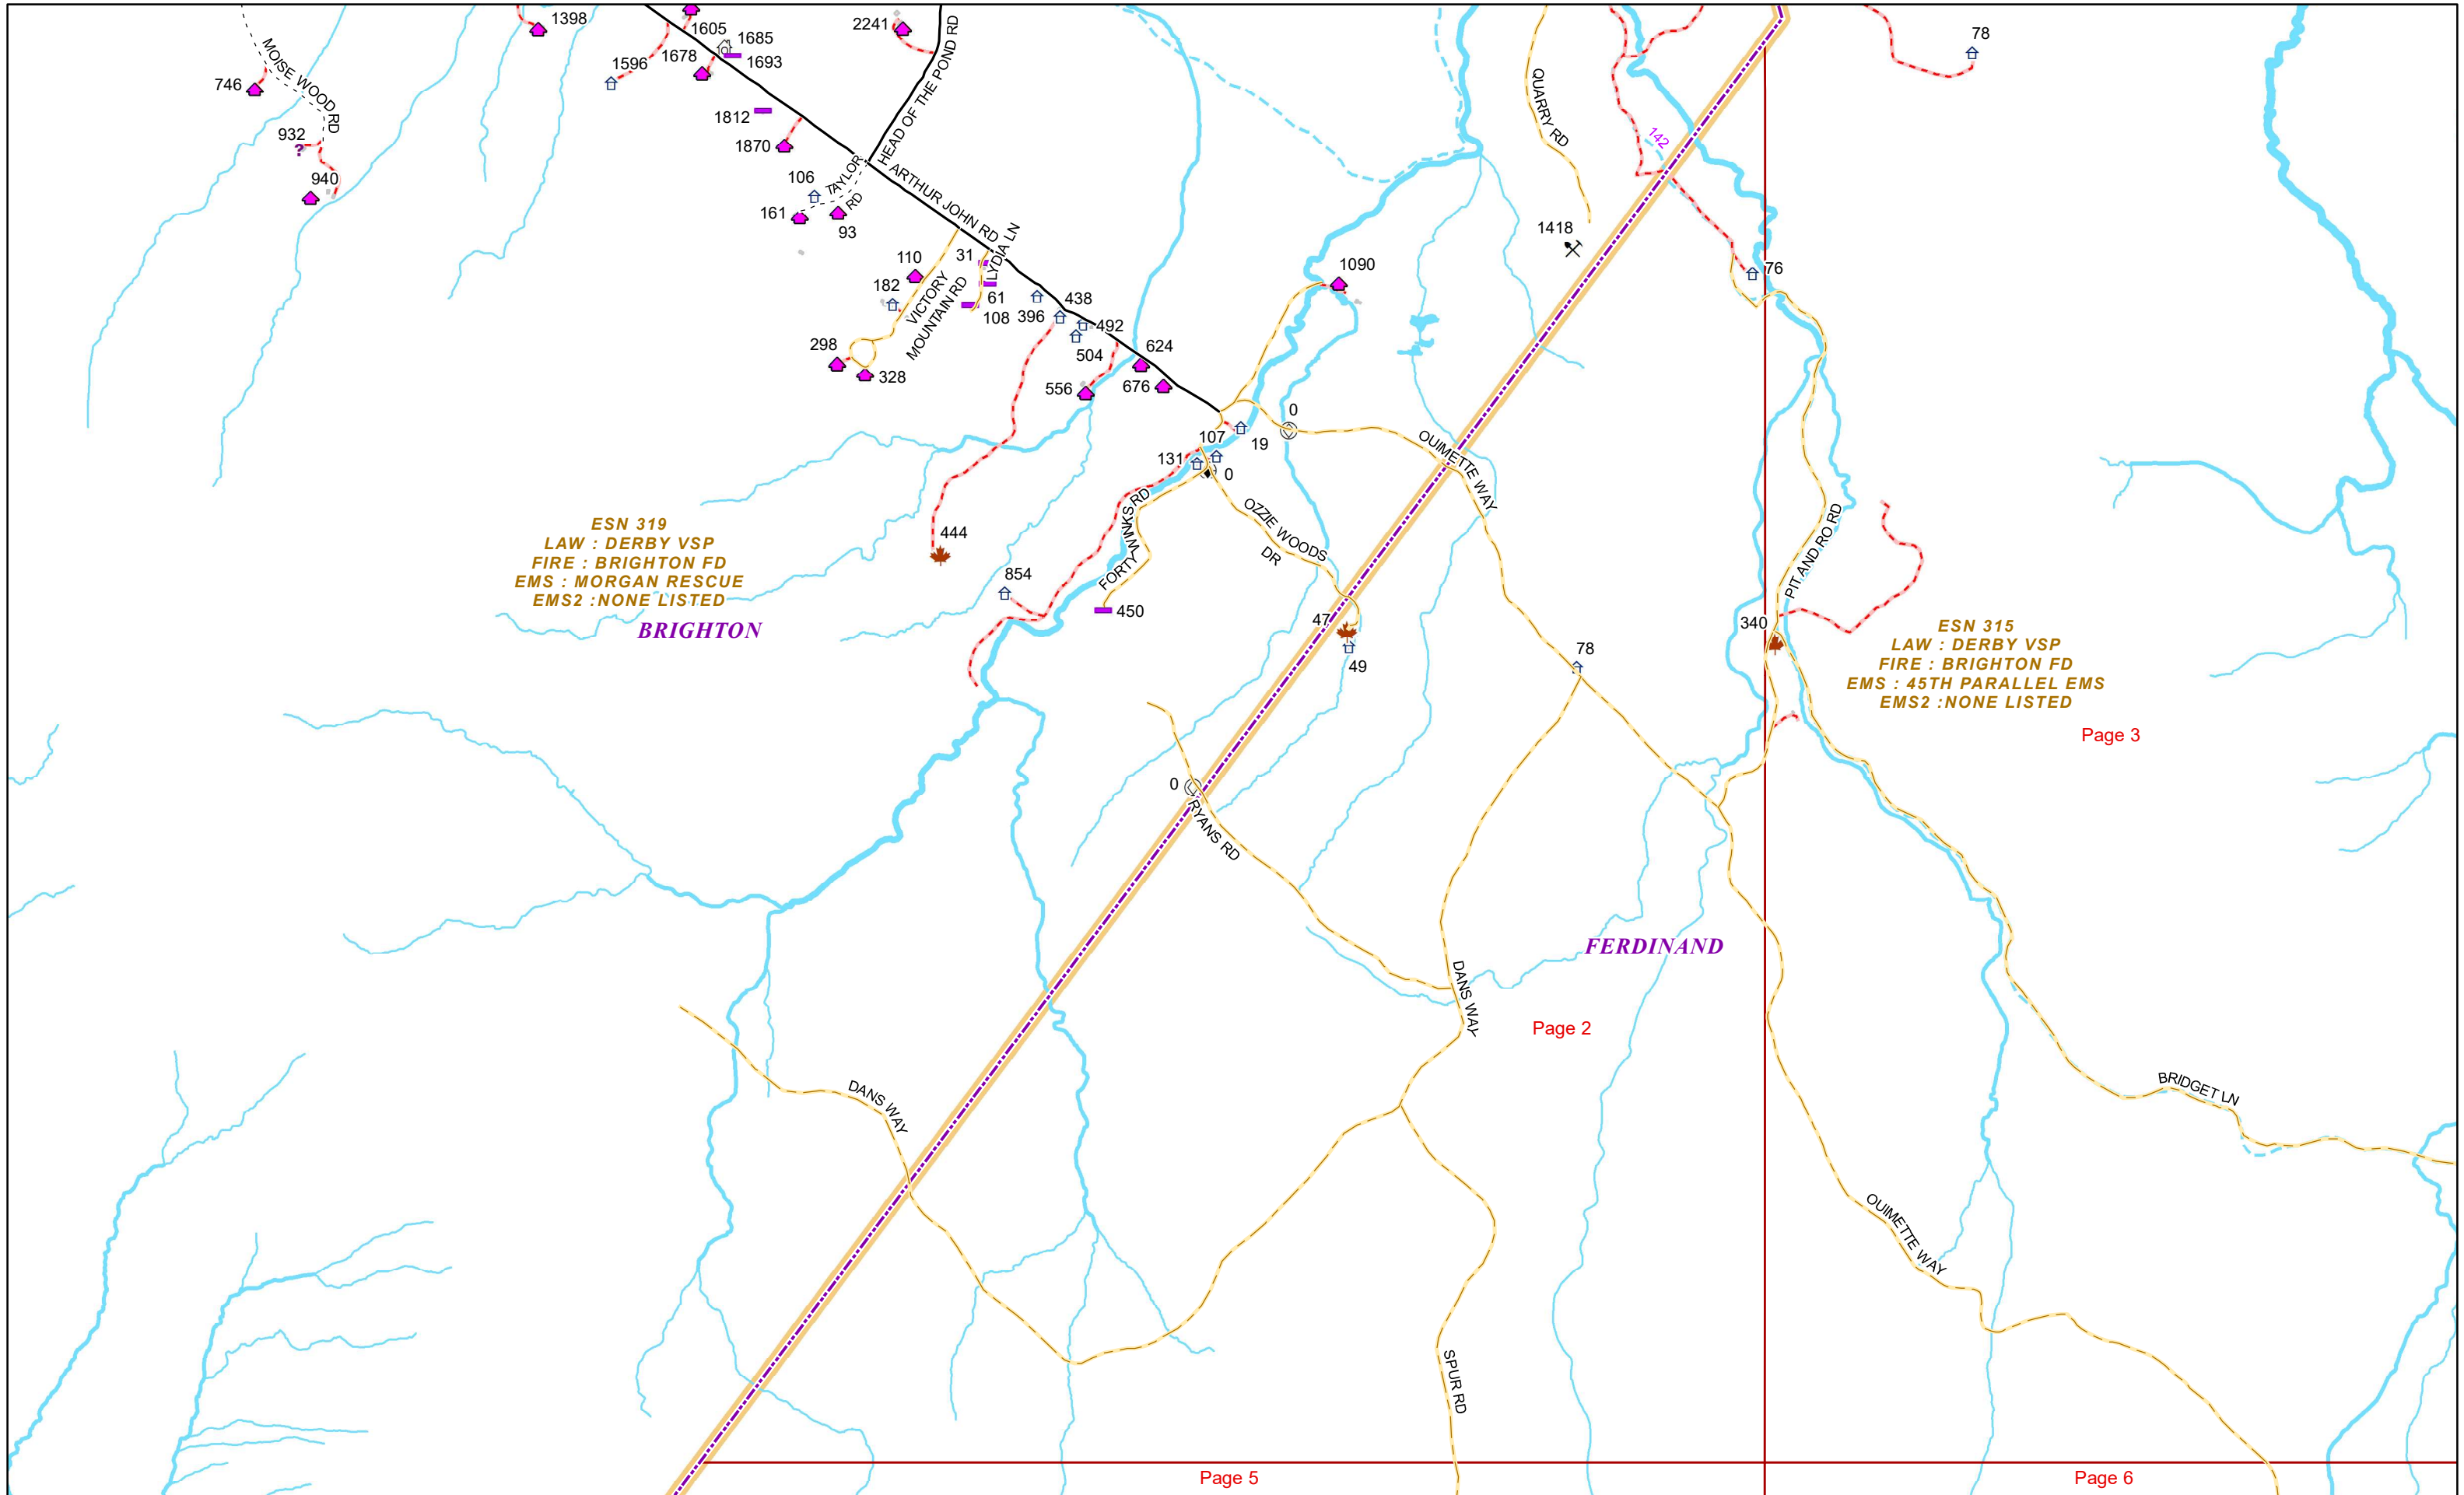 1398
1605
1685
1693
1678
1596
2241
HEAD OF THE POND RD
MOISE WOOD RD
746
932
?
940
1812
1870
106
TAYLOR
RD
161
93
ARTHUR JOHN RD
LYDIA LN
31
110
182
VICTORY
MOUNTAIN RD
61
108
396
438
492
504
298
328
624
556
676
QUARRY RD
142
78
1418
1090
76
0
107
19
131
0
OUIMETTE WAY
OZZIE WOODS
DR
FORTY
WINKS RD
444
854
450
47
49
78
340
PIT AND RO RD
ESN 319
LAW : DERBY VSP
FIRE : BRIGHTON FD
EMS : MORGAN RESCUE
EMS2 :NONE LISTED
BRIGHTON
ESN 315
LAW : DERBY VSP
FIRE : BRIGHTON FD
EMS : 45TH PARALLEL EMS
EMS2 :NONE LISTED
Page 3
0
RYANS RD
FERDINAND
DANS WAY
Page 2
DANS WAY
BRIDGET LN
OUIMETTE WAY
SPUR RD
Page 5
Page 6